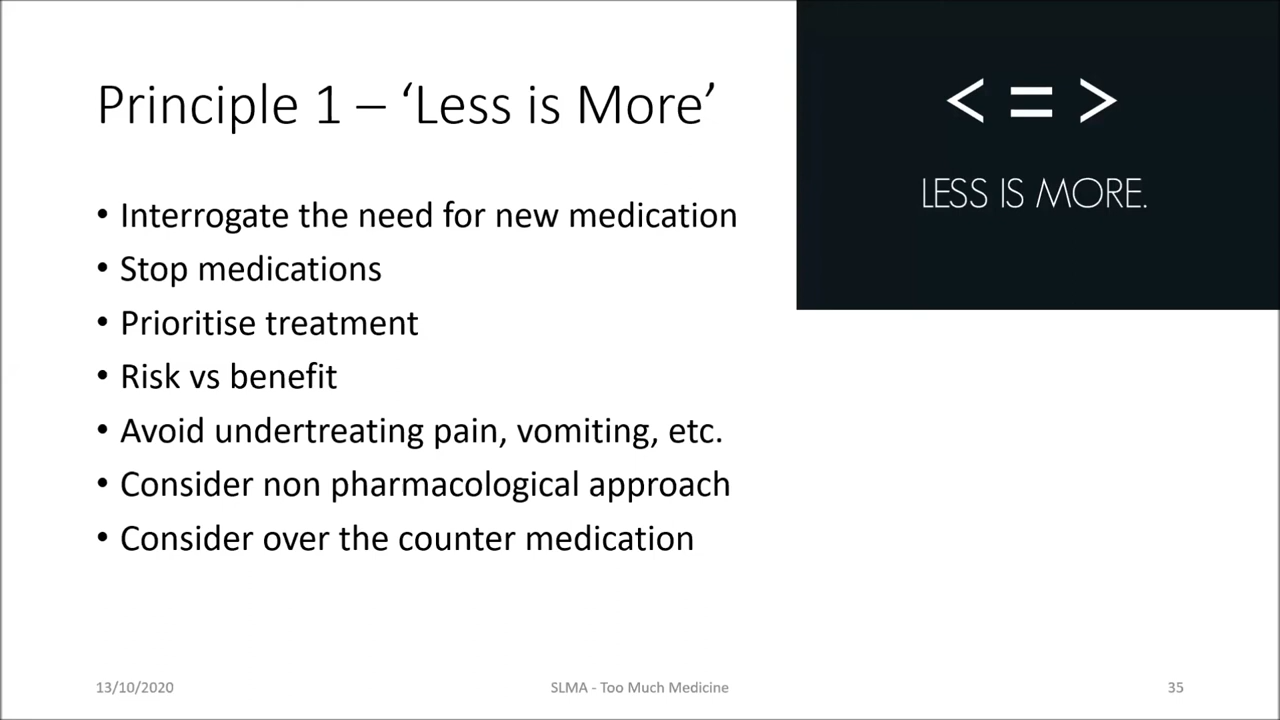 Principle 1 – ‘Less is More’
< = >
LESS IS MORE.
• Interrogate the need for new medication
• Stop medications
• Prioritise treatment
• Risk vs benefit
• Avoid undertreating pain, vomiting, etc.
• Consider non pharmacological approach
• Consider over the counter medication
13/10/2020
SLMA - Too Much Medicine
35